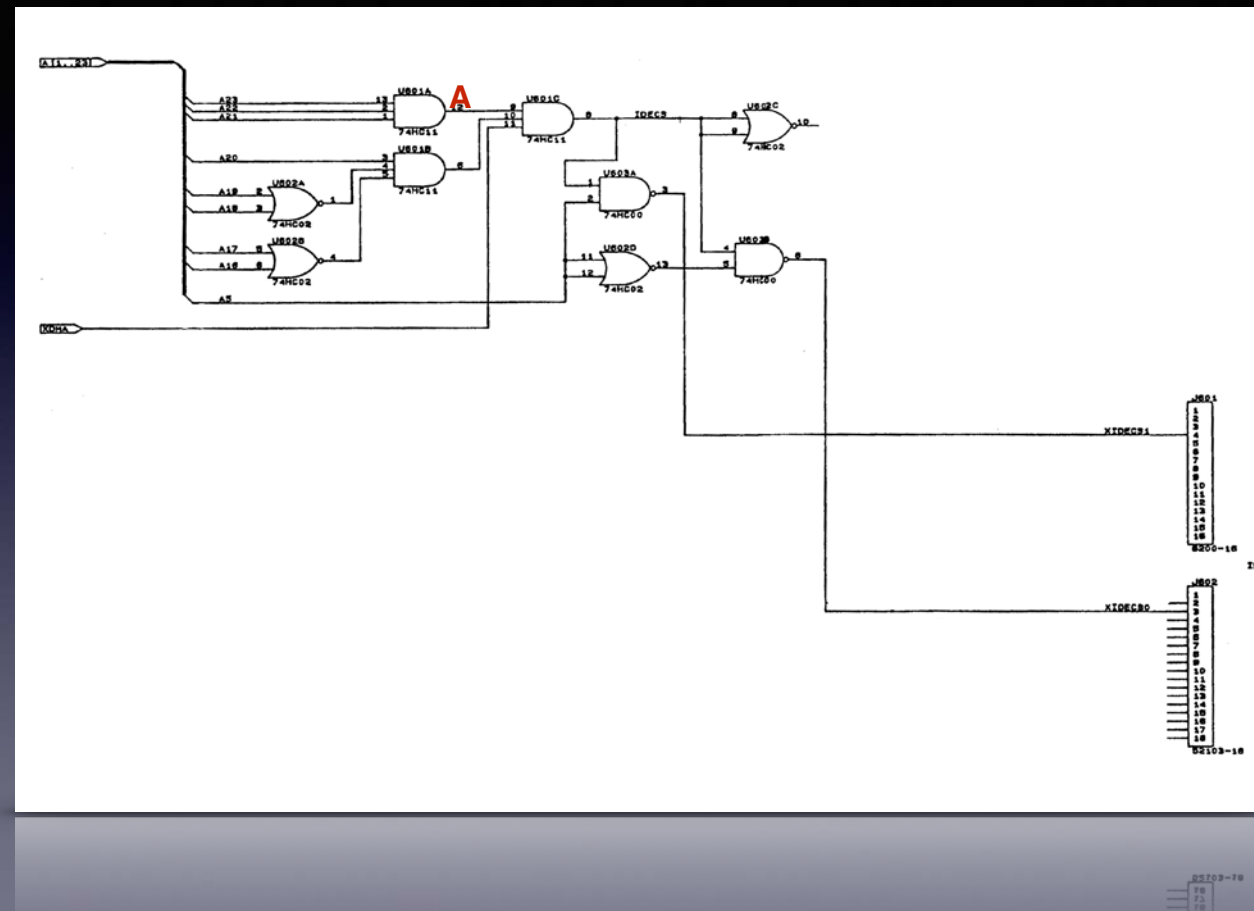 A[1..23]
A23
A22
A21
13
2
1
U601A
74HC11
A
12
9
10
11
U601C
74HC11
8
IDECS
8
9
U602C
74HC02
10
A20
3
4
5
U601B
74HC11
6
A19
A18
2
3
U602A
74HC02
1
A17
A16
5
6
U602B
74HC02
4
1
2
U603A
74HC00
3
11
12
U602D
74HC02
13
4
5
U603B
74HC00
6
A5
XDMA
XIDECS1
J601
1
2
3
4
5
6
7
8
9
10
11
12
13
14
15
16
XIDECS0
J602
1
2
3
4
5
6
7
8
9
10
11
12
13
14
15
16
17
18